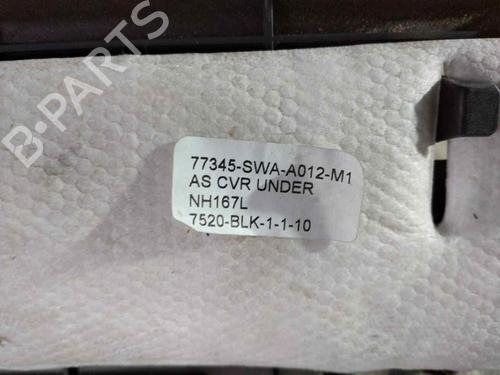 B-PARTS
77345-SWA-A012-M1
AS CVR UNDER
NH167L
7520-BLK-1-1-10